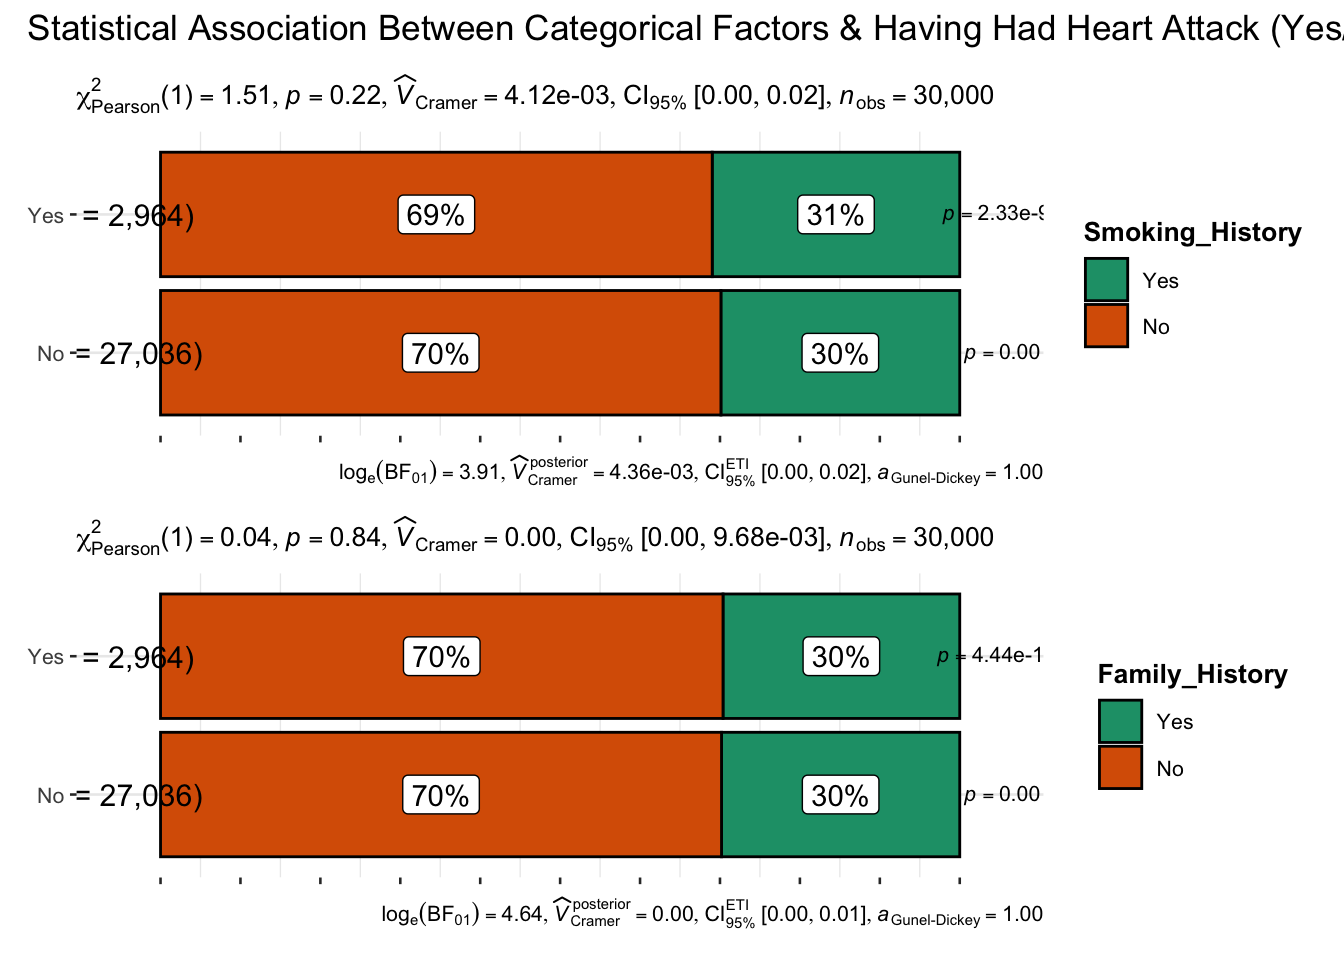 Statistical Association Between Categorical Factors & Having Had Heart Attack (Yes/
χ²Pearson(1) = 1.51, p = 0.22, V̂Cramer = 4.12e-03, CI95% [0.00, 0.02], nobs = 30,000
Yes = 2,964) 69% 31% p = 2.33e-9
Smoking_History
Yes
No
No = 27,036) 70% 30% p = 0.00
loge(BF01) = 3.91, V̂posterior Cramer = 4.36e-03, CIETI 95% [0.00, 0.02], aGunel-Dickey = 1.00
χ²Pearson(1) = 0.04, p = 0.84, V̂Cramer = 0.00, CI95% [0.00, 9.68e-03], nobs = 30,000
Yes = 2,964) 70% 30% p = 4.44e-1
Family_History
Yes
No
No = 27,036) 70% 30% p = 0.00
loge(BF01) = 4.64, V̂posterior Cramer = 0.00, CIETI 95% [0.00, 0.01], aGunel-Dickey = 1.00